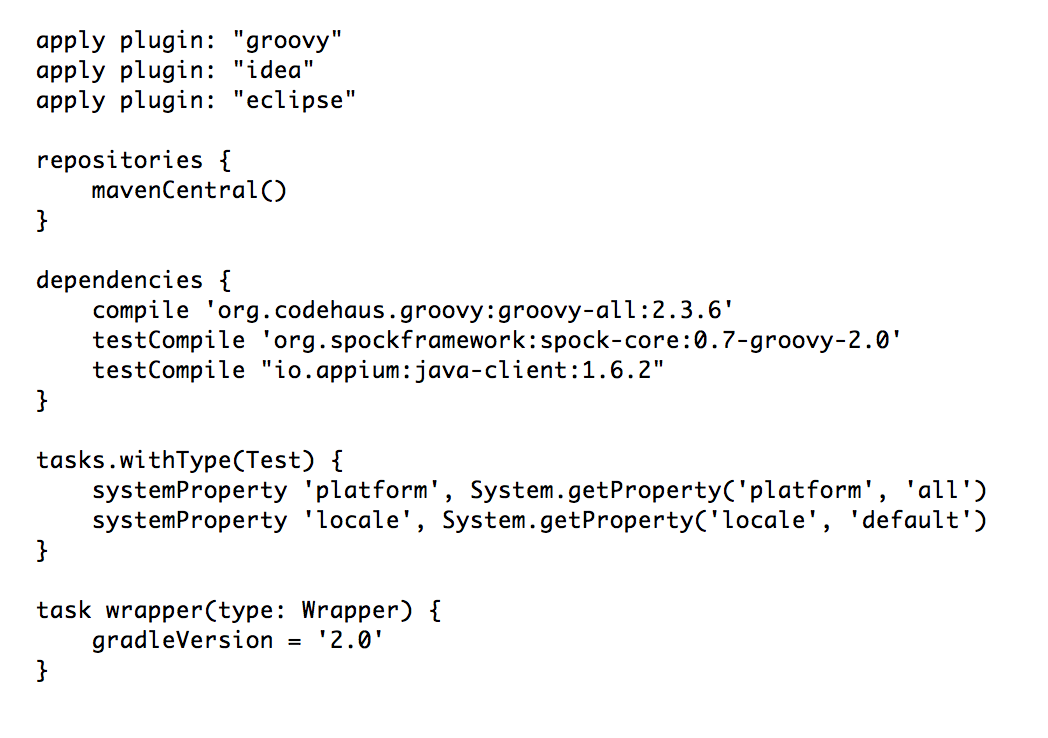 apply plugin: "groovy"
apply plugin: "idea"
apply plugin: "eclipse"

repositories {
    mavenCentral()
}

dependencies {
    compile 'org.codehaus.groovy:groovy-all:2.3.6'
    testCompile 'org.spockframework:spock-core:0.7-groovy-2.0'
    testCompile "io.appium:java-client:1.6.2"
}

tasks.withType(Test) {
    systemProperty 'platform', System.getProperty('platform', 'all')
    systemProperty 'locale', System.getProperty('locale', 'default')
}

task wrapper(type: Wrapper) {
    gradleVersion = '2.0'
}